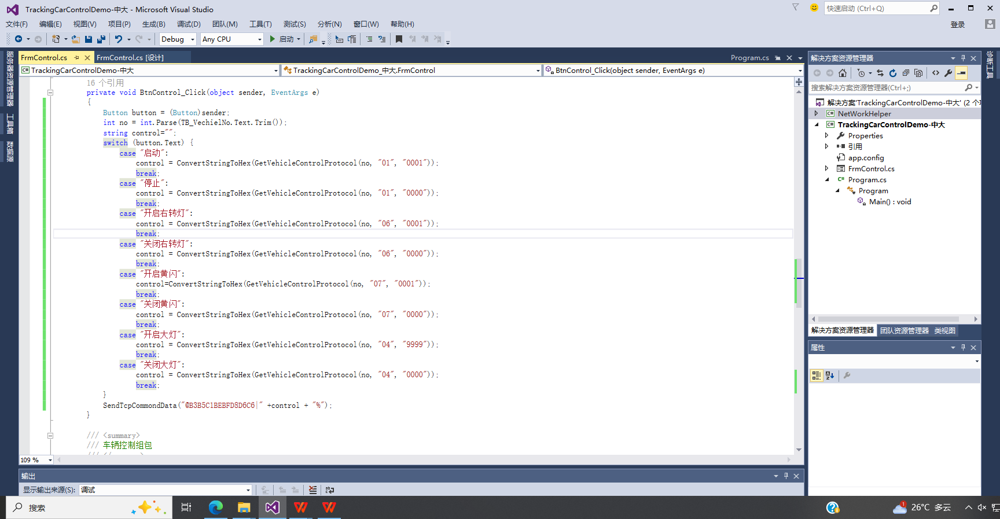 TrackingCarControlDemo-中大 - Microsoft Visual Studio
快速启动 (Ctrl+Q)
文件(F) 编辑(E) 视图(V) 项目(P) 生成(B) 调试(D) 团队(M) 工具(T) 测试(S) 分析(N) 窗口(W) 帮助(H)
登录
Debug Any CPU 启动
服务器资源管理器
工具箱
数据源
FrmControl.cs FrmControl.cs [设计] Program.cs
TrackingCarControlDemo-中大 TrackingCarControlDemo_中大.FrmControl BtnControl_Click(object sender, EventArgs e)
16 个引用
private void BtnControl_Click(object sender, EventArgs e)
{
Button button = (Button)sender;
int no = int.Parse(TB_VechielNo.Text.Trim());
string control="";
switch (button.Text) {
case "启动":
control = ConvertStringToHex(GetVehicleControlProtocol(no, "01", "0001"));
break;
case "停止":
control = ConvertStringToHex(GetVehicleControlProtocol(no, "01", "0000"));
break;
case "开启右转灯":
control = ConvertStringToHex(GetVehicleControlProtocol(no, "06", "0001"));
break;
case "关闭右转灯":
control = ConvertStringToHex(GetVehicleControlProtocol(no, "06", "0000"));
break;
case "开启黄闪":
control=ConvertStringToHex(GetVehicleControlProtocol(no, "07", "0001"));
break;
case "关闭黄闪":
control = ConvertStringToHex(GetVehicleControlProtocol(no, "07", "0000"));
break;
case "开启大灯":
control = ConvertStringToHex(GetVehicleControlProtocol(no, "04", "9999"));
break;
case "关闭大灯":
control = ConvertStringToHex(GetVehicleControlProtocol(no, "04", "0000"));
break;
}
SendTcpCommondData("@B3B5C1BEBFD8D6C6|" +control + "%");
}
/// <summary>
/// 车辆控制组包
109 %
输出
显示输出来源(S): 调试
解决方案资源管理器
搜索解决方案资源管理器(Ctrl+;)
解决方案'TrackingCarControlDemo-中大' (2 个
NetWorkHelper
TrackingCarControlDemo-中大
Properties
引用
app.config
FrmControl.cs
Program.cs
Program
Main() : void
解决方案资源管理器 团队资源管理器 类视图
属性
诊断工具
搜索
1
26°C 多云